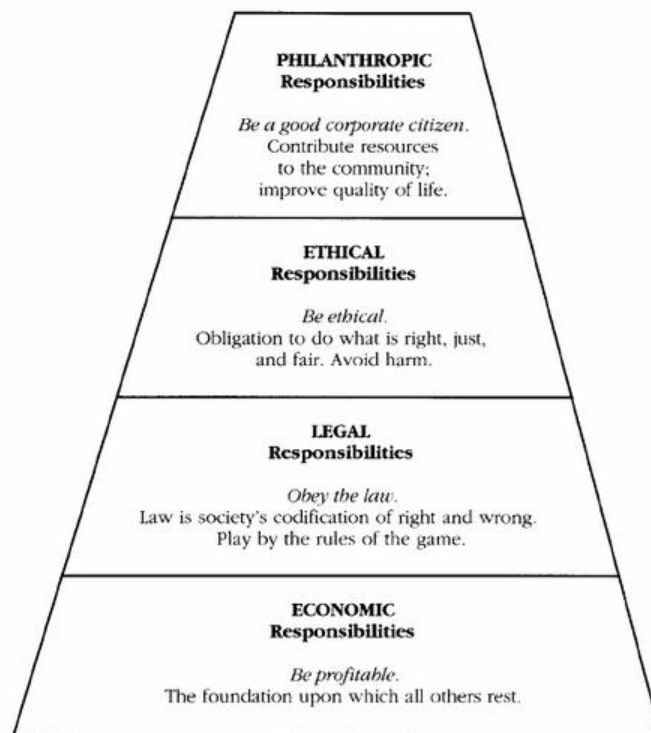 PHILANTHROPIC
Responsibilities
Be a good corporate citizen.
Contribute resources
to the community;
improve quality of life.
ETHICAL
Responsibilities
Be ethical.
Obligation to do what is right, just,
and fair. Avoid harm.
LEGAL
Responsibilities
Obey the law.
Law is society's codification of right and wrong.
Play by the rules of the game.
ECONOMIC
Responsibilities
Be profitable.
The foundation upon which all others rest.